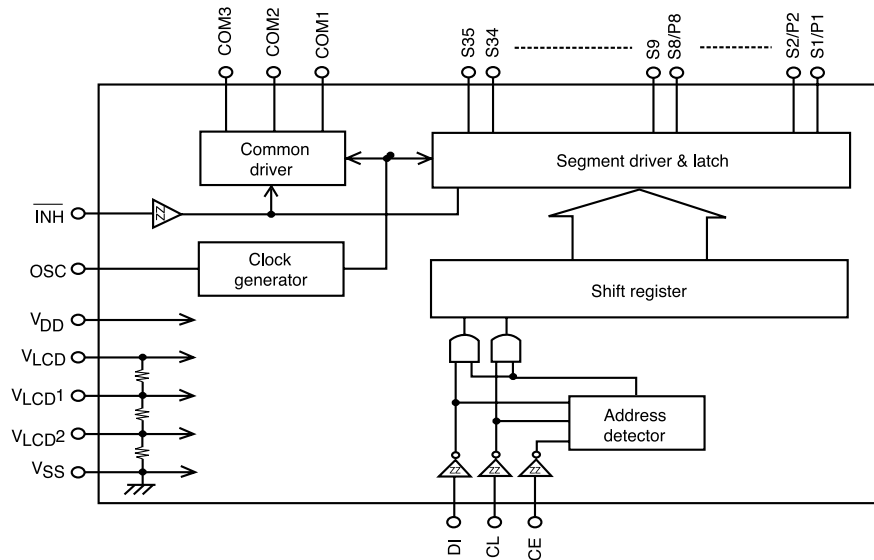 COM3
COM2
COM1
S35
S34
S9
S8/P8
S2/P2
S1/P1
Common
driver
Segment driver & latch
INH
OSC
Clock
generator
Shift register
VDD
VLCD
VLCD1
VLCD2
VSS
Address
detector
DI
CL
CE